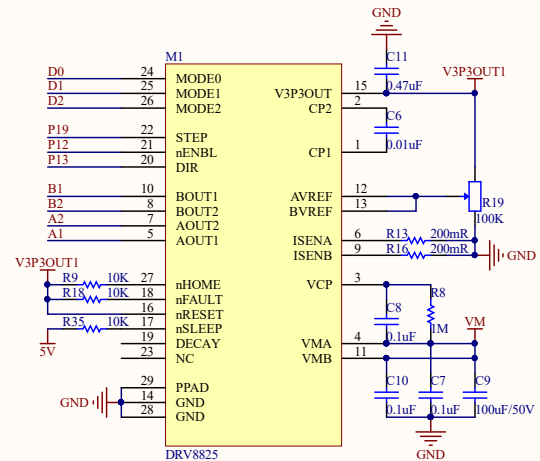 GND
M1
C11
0.47uF
V3P3OUT1
D0 24 MODE0
D1 25 MODE1
D2 26 MODE2
V3P3OUT 15
CP2 2
C6
0.01uF
CP1 1
P19 22 STEP
P12 21 nENBL
P13 20 DIR
B1 10 BOUT1
B2 8 BOUT2
A2 7 AOUT2
A1 5 AOUT1
AVREF 12
BVREF 13
R19
100K
ISENA 6 R13 200mR
ISENB 9 R16 200mR
GND
V3P3OUT1
R9 10K 27 nHOME
R18 10K 18 nFAULT
16 nRESET
R35 10K 17 nSLEEP
5V
19 DECAY
23 NC
VCP 3
R8
1M
C8
0.1uF
VM
VMA 4
VMB 11
29 PPAD
GND 14 GND
28 GND
C10
0.1uF
C7
0.1uF
C9
100uF/50V
GND
DRV8825